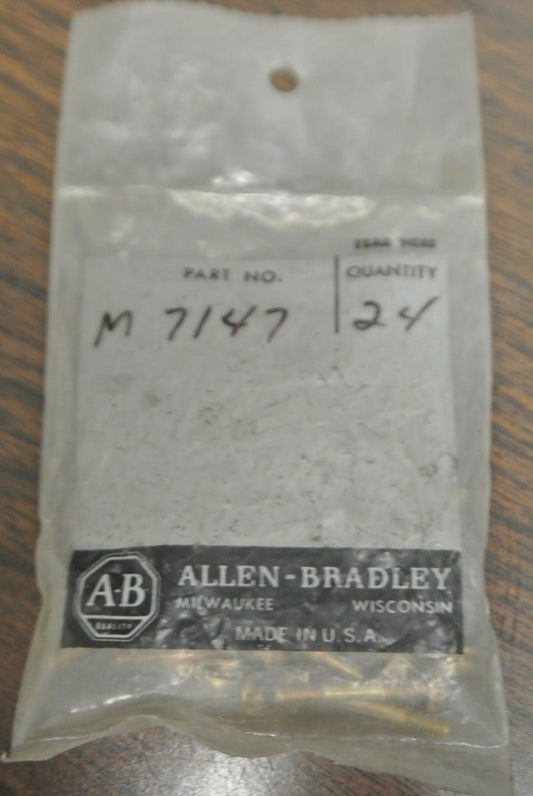 TEAR HERE
PART NO. QUANTITY
M 7147 24
A-B
QUALITY
ALLEN-BRADLEY
MILWAUKEE WISCONSIN
MADE IN U.S.A.